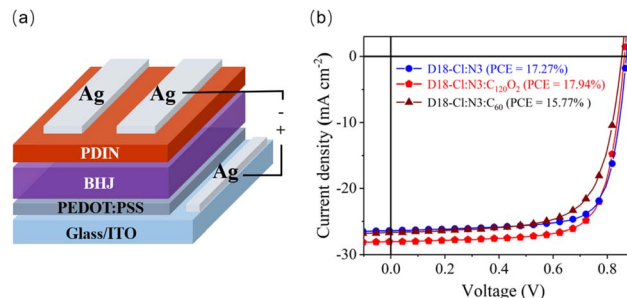 (a)
Ag
Ag
-
+
PDIN
BHJ
Ag
PEDOT:PSS
Glass/ITO
(b)
D18-Cl:N3 (PCE = 17.27%)
D18-Cl:N3:C120O2 (PCE = 17.94%)
D18-Cl:N3:C60 (PCE = 15.77% )
Current density (mA cm-2)
0
-10
-20
-30
0.0
0.2
0.4
0.6
0.8
Voltage (V)